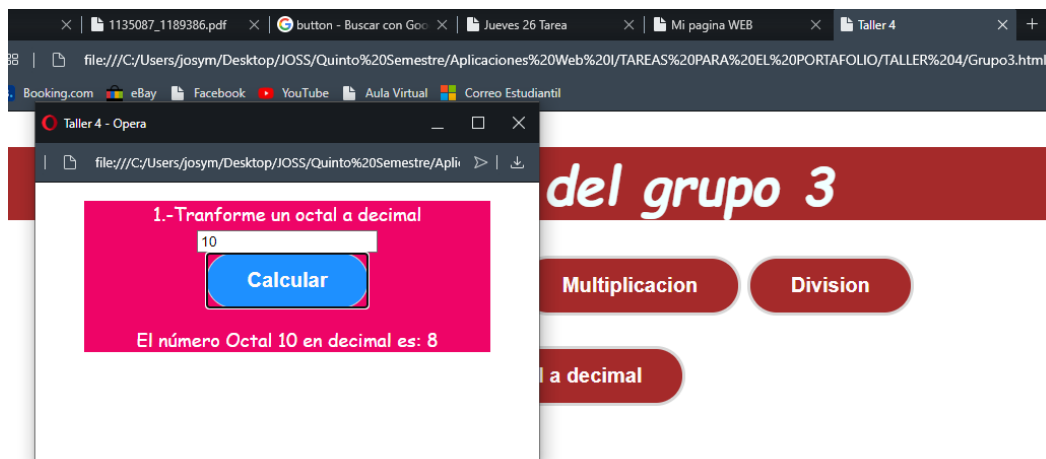 1135087_1189386.pdf
button - Buscar con Goo
Jueves 26 Tarea
Mi pagina WEB
Taller 4
file:///C:/Users/josym/Desktop/JOSS/Quinto%20Semestre/Aplicaciones%20Web%20I/TAREAS%20PARA%20EL%20PORTAFOLIO/TALLER%204/Grupo3.html
Booking.com eBay Facebook YouTube Aula Virtual Correo Estudiantil
Taller 4 - Opera
file:///C:/Users/josym/Desktop/JOSS/Quinto%20Semestre/Aplic
del grupo 3
1.-Tranforme un octal a decimal
10
Calcular
El número Octal 10 en decimal es: 8
Multiplicacion
Division
l a decimal